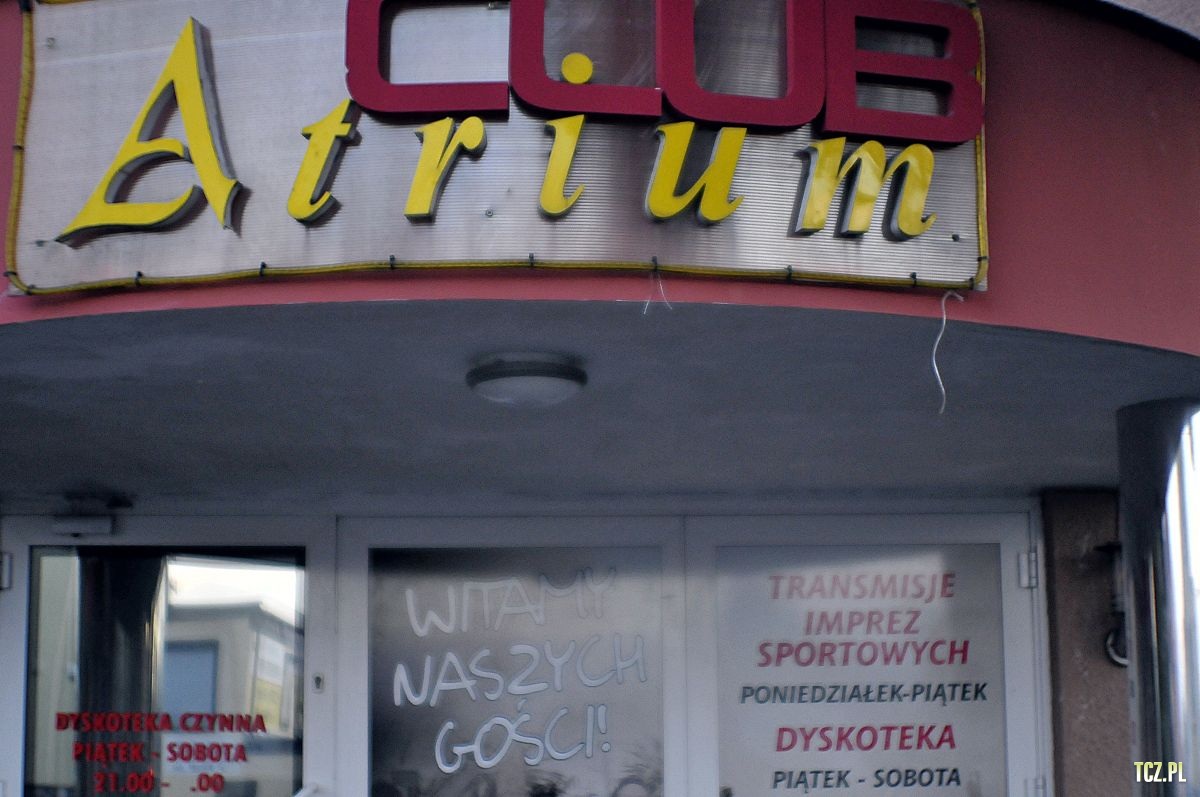 CLUB
Atrium
DYSKOTEKA CZYNNA
PIĄTEK - SOBOTA
21.00 - .00
WITAMY
NASZYCH
GOŚCI!
TRANSMISJE
IMPREZ
SPORTOWYCH
PONIEDZIAŁEK-PIĄTEK
DYSKOTEKA
PIĄTEK - SOBOTA
TCZ.PL